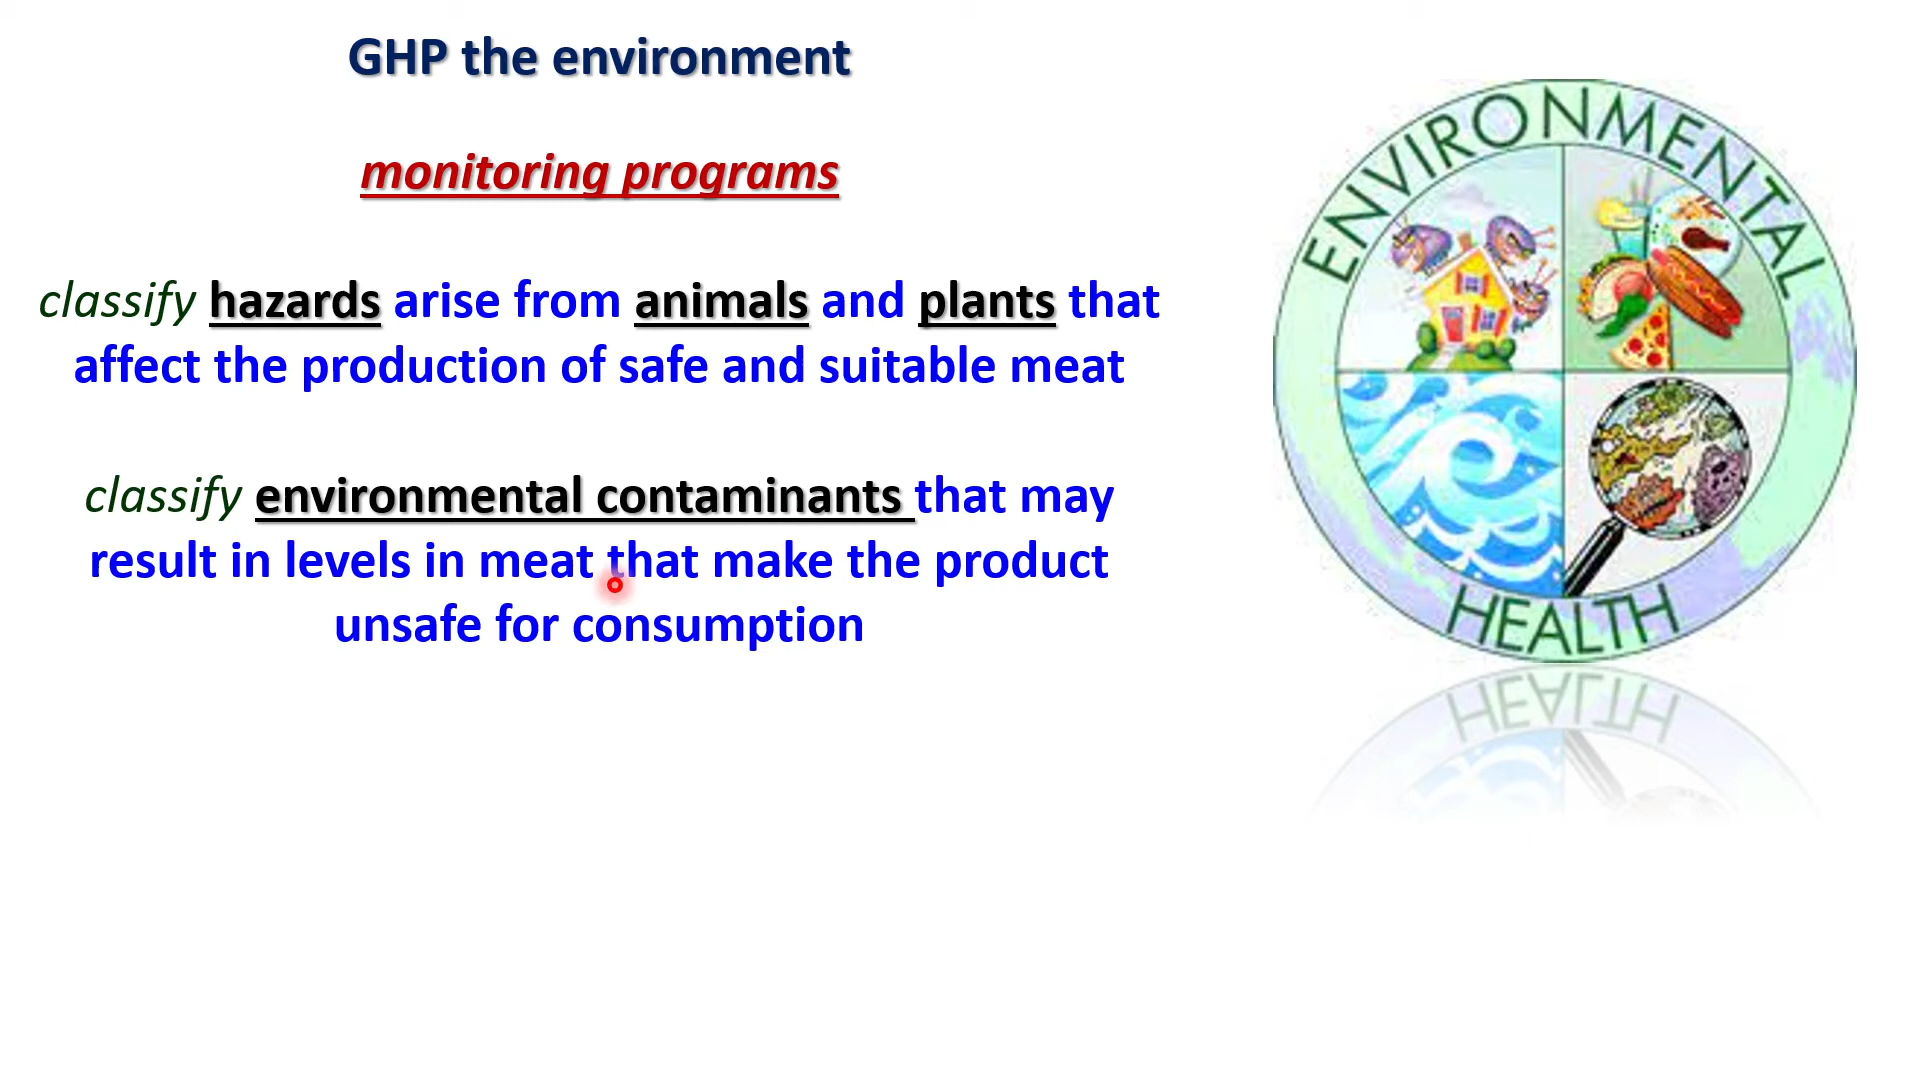 GHP the environment
monitoring programs
classify hazards arise from animals and plants that
affect the production of safe and suitable meat
classify environmental contaminants that may
result in levels in meat that make the product
unsafe for consumption
ENVIRONMENTAL
HEALTH